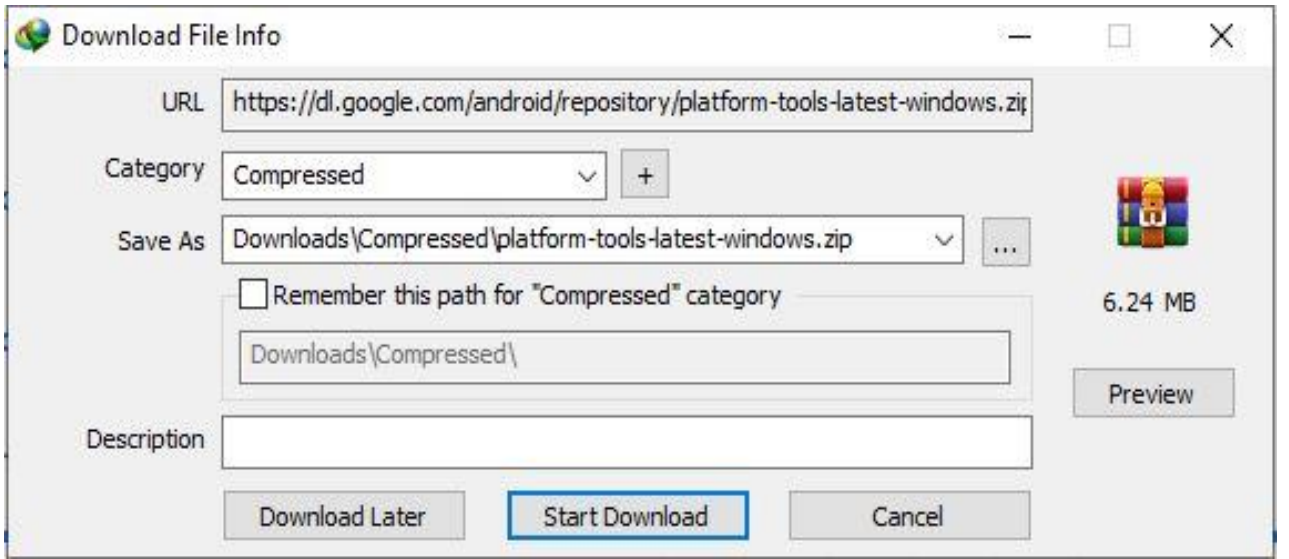 Download File Info
URL https://dl.google.com/android/repository/platform-tools-latest-windows.zip
Category Compressed +
Save As Downloads\Compressed\platform-tools-latest-windows.zip ...
Remember this path for "Compressed" category
6.24 MB
Downloads\Compressed\
Preview
Description
Download Later Start Download Cancel